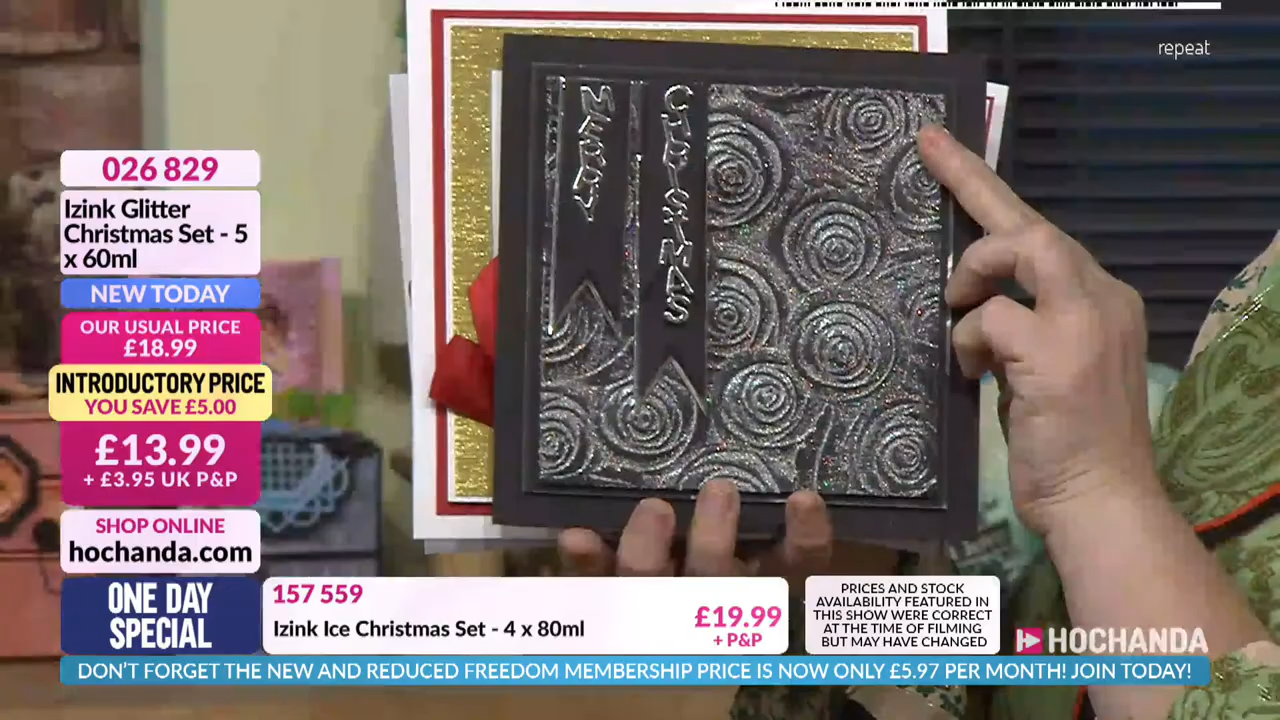 repeat
MERRY
CHRISTMAS
026 829
Izink Glitter
Christmas Set - 5
x 60ml
NEW TODAY
OUR USUAL PRICE
£18.99
INTRODUCTORY PRICE
YOU SAVE £5.00
£13.99
+ £3.95 UK P&P
SHOP ONLINE
hochanda.com
ONE DAY
SPECIAL
157 559
Izink Ice Christmas Set - 4 x 80ml
£19.99
+ P&P
PRICES AND STOCK
AVAILABILITY FEATURED IN
THIS SHOW WERE CORRECT
AT THE TIME OF FILMING
BUT MAY HAVE CHANGED
HOCHANDA
DON'T FORGET THE NEW AND REDUCED FREEDOM MEMBERSHIP PRICE IS NOW ONLY £5.97 PER MONTH! JOIN TODAY!